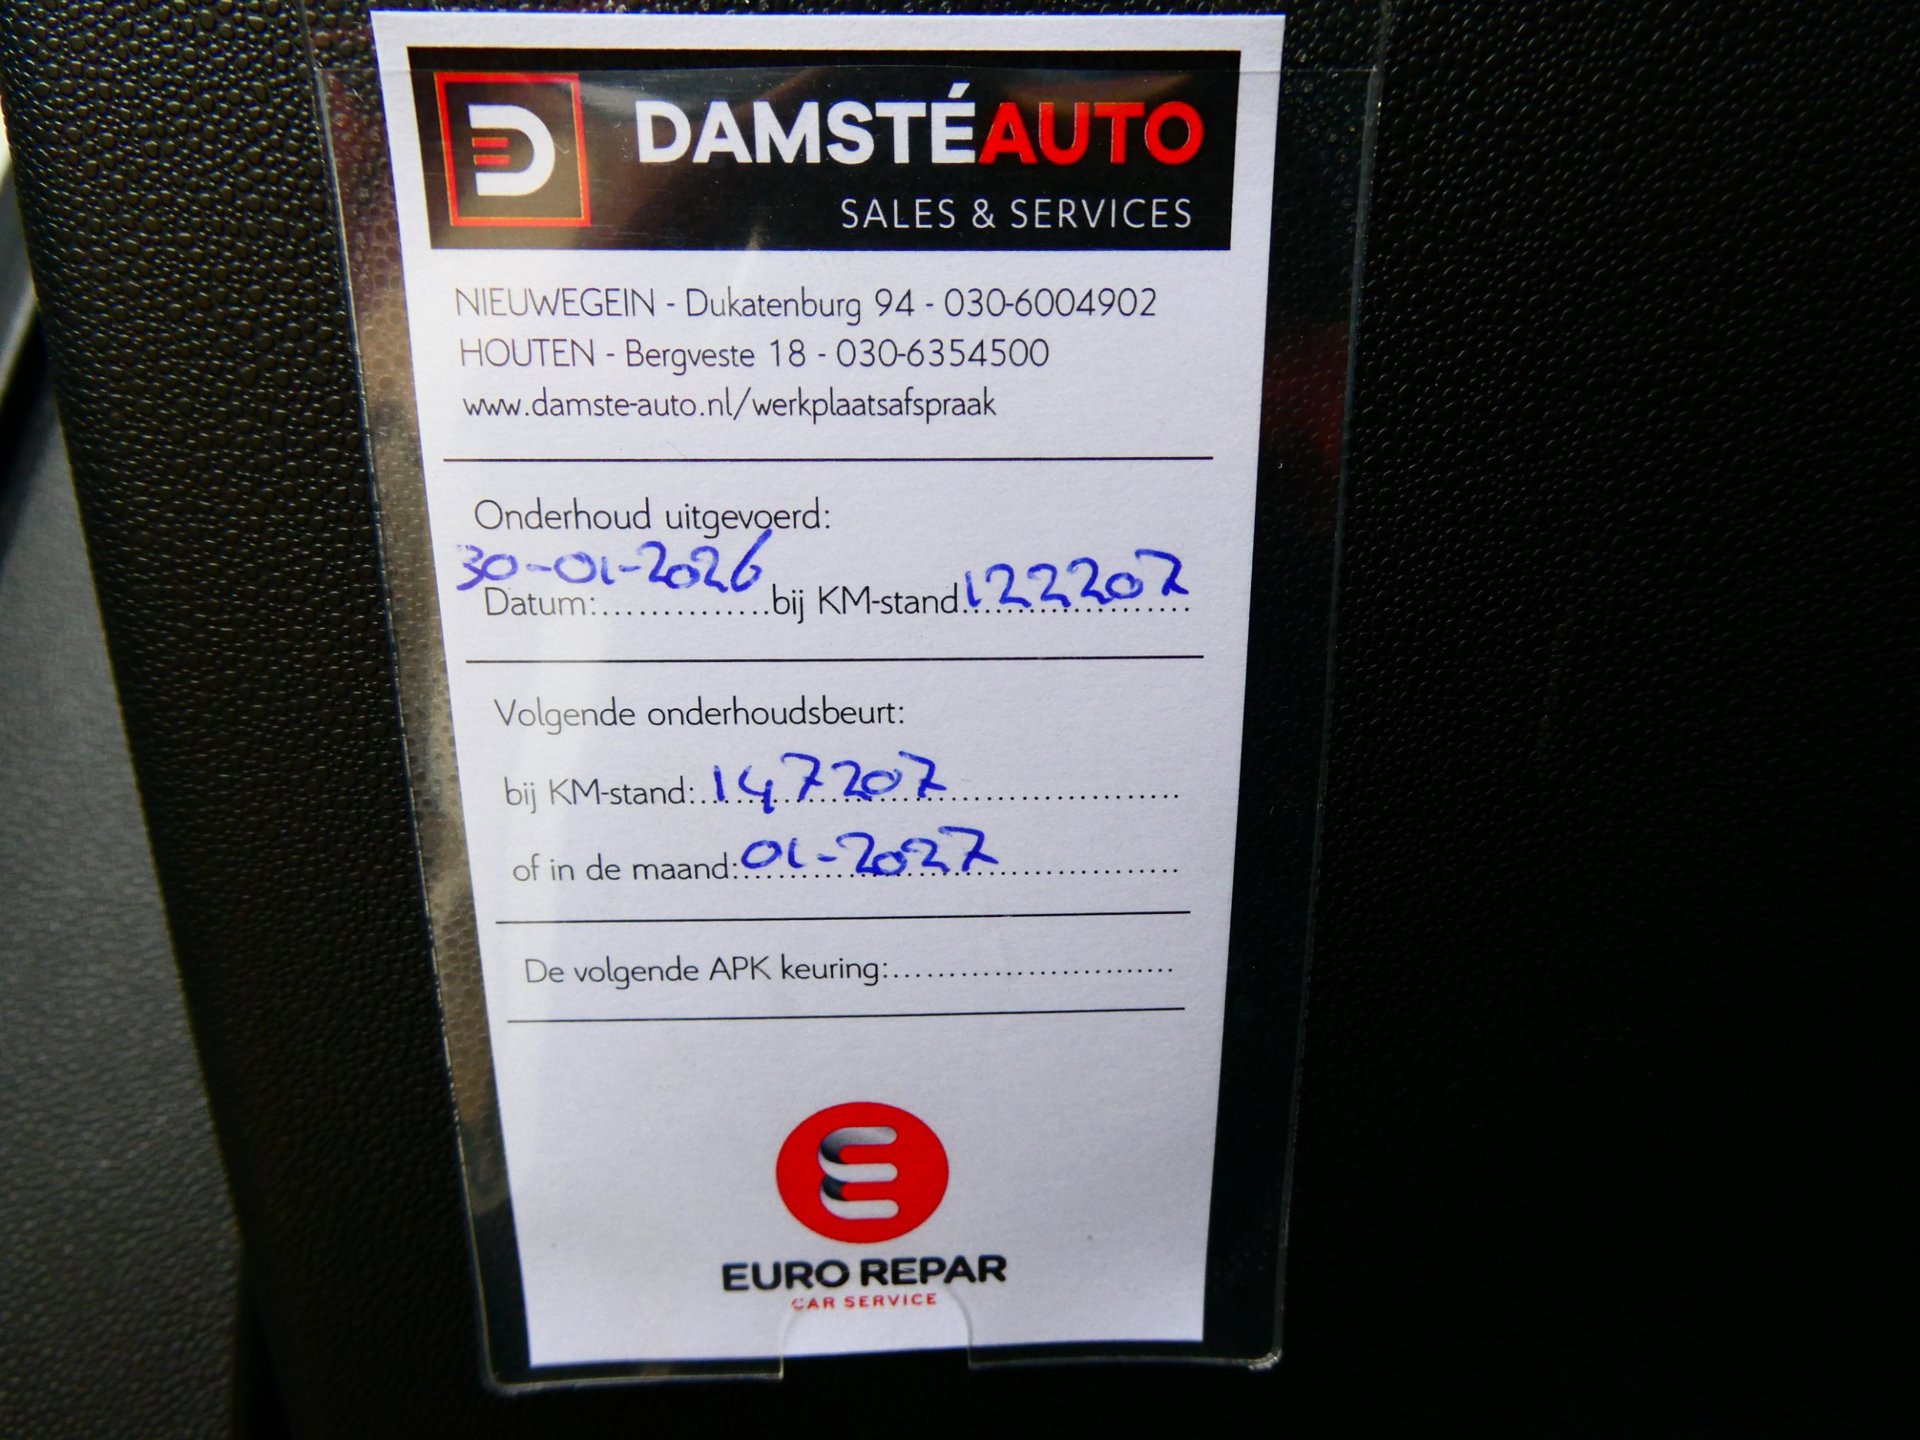 DAMSTÉAUTO
SALES & SERVICES
NIEUWEGEIN - Dukatenburg 94 - 030-6004902
HOUTEN - Bergveste 18 - 030-6354500
www.damste-auto.nl/werkplaatsafspraak
Onderhoud uitgevoerd:
30-01-2026
Datum:..............bij KM-stand 122207
Volgende onderhoudsbeurt:
bij KM-stand: 147207
of in de maand: 01-2027
De volgende APK keuring:..........................
EURO REPAR
CAR SERVICE